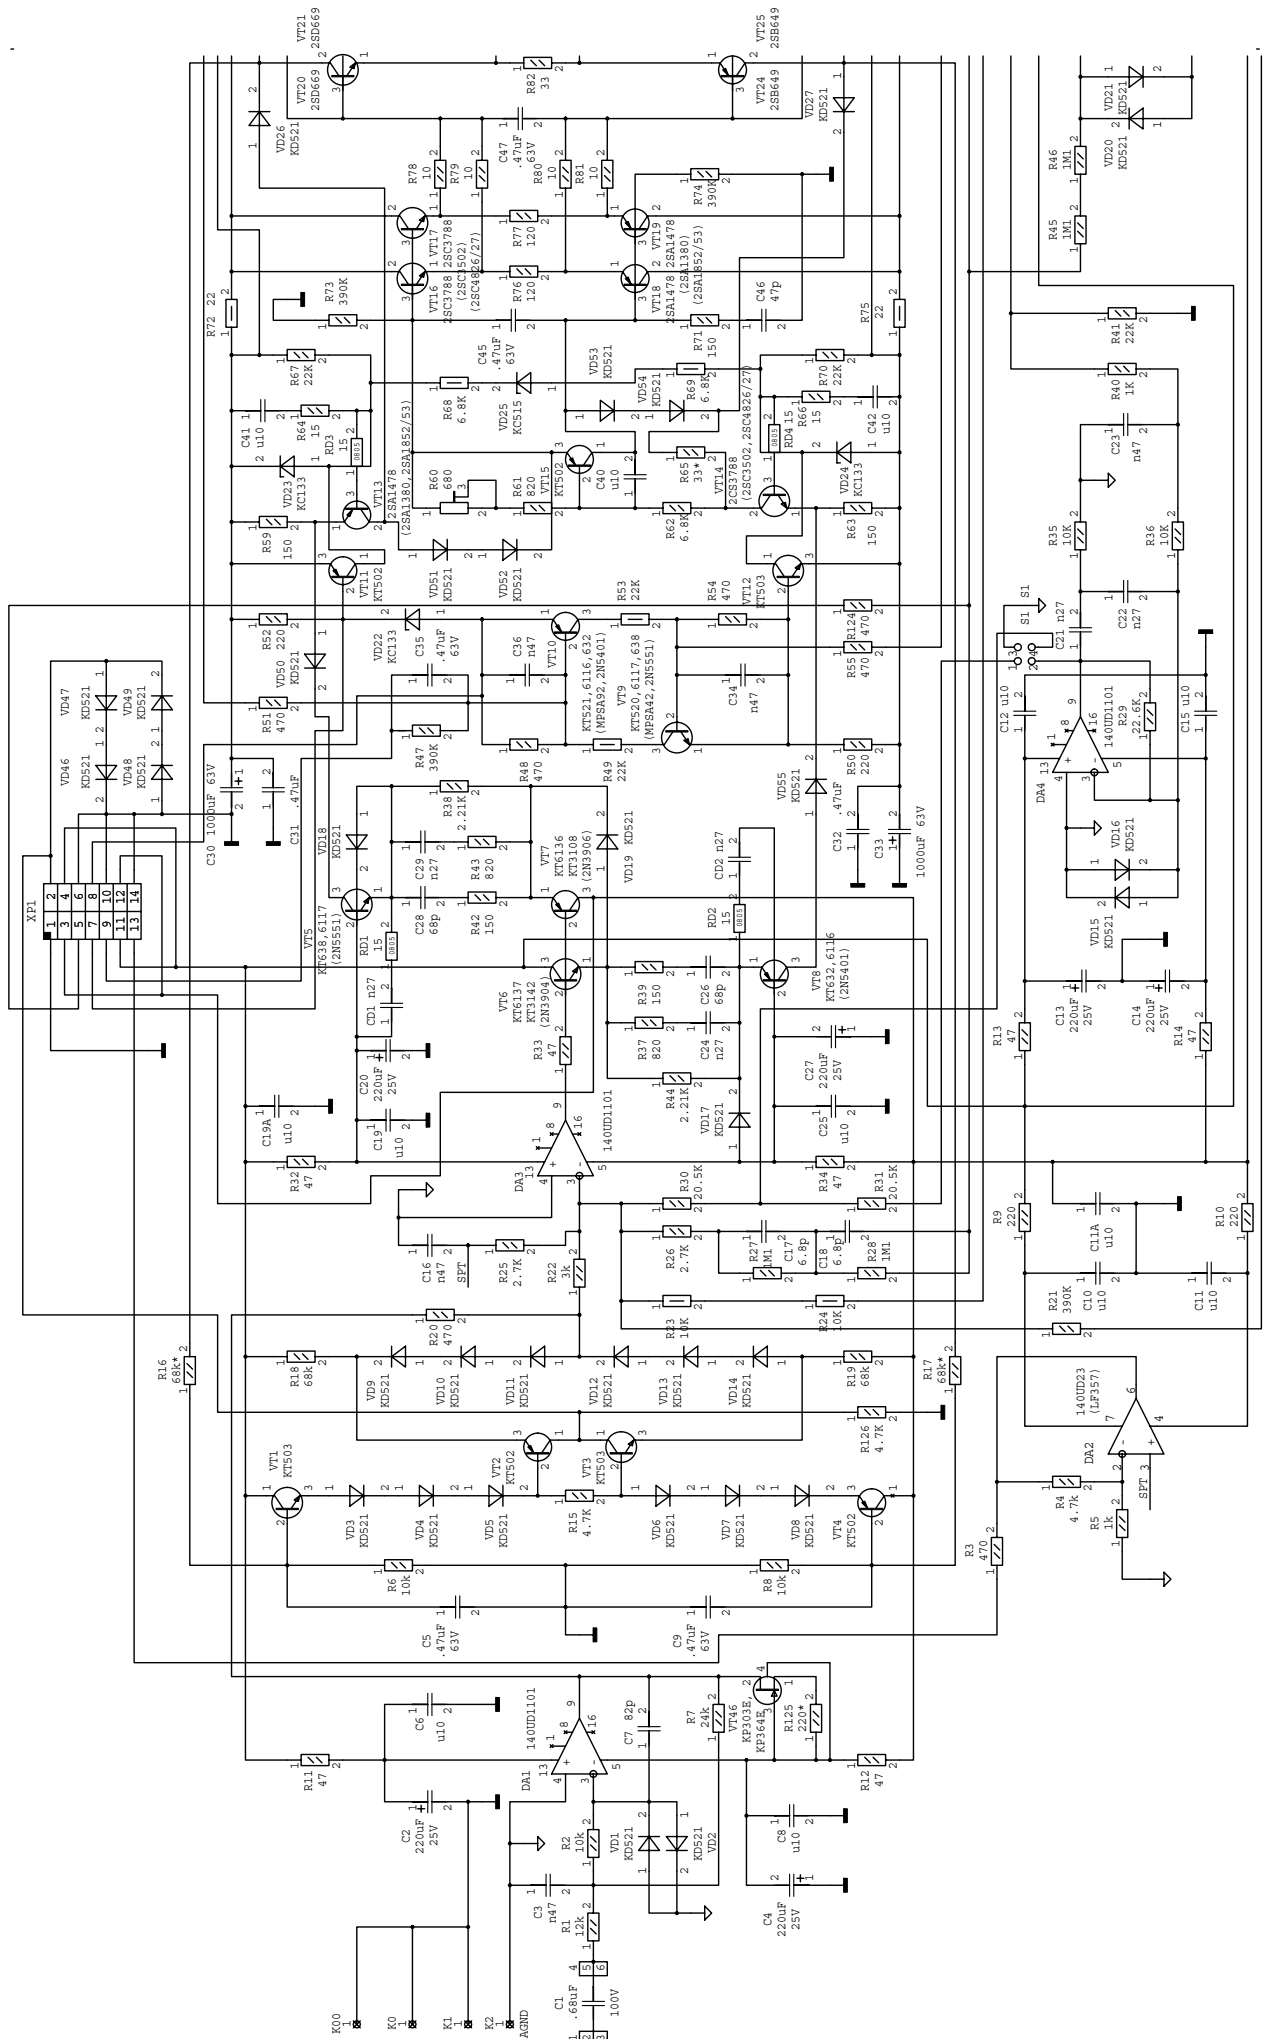 VT21
2SD669
VT20
2SD669
R82
33
VT25
2SB649
VT24
2SB649
VD26
KD521
C47
.47uF
63V
VD27
KD521
VD21
KD521
VD20
KD521
R78
10
R79
10
R80
10
R81
10
R74
390K
R46
1M1
R45
1M1
VT17
2SC3788
VT16
2SC3788
(2SC3502)
(2SC4826/27)
R77
120
R76
120
VT19
2SA1478
VT18
2SA1478
(2SA1380)
(2SA1852/53)
R72 22
R73
390K
C45
.47uF
63V
R71
150
C46
47p
R75
22
R41
22K
R40
1K
R67
22K
R68
6.8K
VD25
KC515
VD53
KD521
VD54
KD521
R69
6.8K
R70
22K
C41
u10
R64
15
RD3
15
0805
R66
15
RD4 15
0805
C42
u10
C23
n47
VD23
KC133
VT13
2SA1478
(2SA1380,2SA1852/53)
R60
680
R61
820
VT15
KT502
C40
u10
R65
33*
VT14
2CS3788
(2SC3502,2SC4826/27)
VD24
KC133
R59
150
R62
6.8K
R63
150
R35
10K
R36
10K
VT11
KT502
VD51
KD521
VD52
KD521
VT12
KT503
C22
n27
C21 n27
S1
S1
R52
220
VD50
KD521
VD22
KC133
C35
.47uF
63V
C36
n47
VT10
KT521,6116,637
(MPSA92,2N5401)
R53
22K
R54
470
R124
470
R55
470
VD47
KD521
VD49
KD521
VD46
KD521
VD48
KD521
R51
470
R47
390K
R48
470
R49
22K
VT9
KT520,6117,638
(MPSA42,2N5551)
C34
n47
R50
220
C12 u10
DA4
140UD1101
R29
22.6K
C15 u10
C30 1000uF 63V
C31 .47uF
VD18
KD521
R38
2.21K
C29
n27
R43
820
VT7
KT6136
KT3108
(2N3906)
VD19
KD521
CD2 n27
VD55
KD521
C32
.47uF
C33
1000uF 63V
VD16
KD521
VD15
KD521
XP1
1 2
3 4
5 6
7 8
9 10
11 12
13 14
VT5
KT638,6117
(2N5551)
C28
68p
R42
150
RD2
15
0805
RD1
15
0805
CD1 n27
VT6
KT6137
KT3142
(2N3904)
R39
150
C26
68p
VT8
KT632,6116
(2N5401)
C13
220uF
25V
C14
220uF
25V
R13
47
R14
47
C20
220uF
25V
R33
47
R37
820
C24
n27
C27
220uF
25V
C19A
u10
C19
u10
R44
2.21K
VD17
KD521
C25
u10
R32
47
DA3
140UD1101
R34
47
R30
20.5K
R31
20.5K
R9
220
C11A
u10
R10
220
C16
n47
SPT
R25
2.7K
R22
3k
R26
2.7K
R27
1M1
C17
6.8p
C18
6.8p
R28
1M1
C10
u10
C11
u10
R20
470
R23
10K
R24
10K
R21
390K
R16
68k*
R18
68k
VD9
KD521
VD10
KD521
VD11
KD521
VD12
KD521
VD13
KD521
VD14
KD521
R19
68k
R17
68k*
VT1
KT503
VT2
KT502
VT3
KT503
R126
4.7K
DA2
140UD23
(LF357)
SPT
VD3
KD521
VD4
KD521
VD5
KD521
R15
4.7K
VD6
KD521
VD7
KD521
VD8
KD521
VT4
KT502
R4
4.7k
R5
1k
R3
470
R6
10k
R8
10k
C5
.47uF
63V
C9
.47uF
63V
C6
u10
C7 82p
R7
24k
VT46
KP303E,
KP364E
R125
220*
R11
47
DA1
140UD1101
R12
47
C2
220uF
25V
R2
10k
VD1
KD521
KD521
VD2
C8
u10
C3
n47
R1
12k
C4
220uF
25V
C1
.68uF
100V
K00
K0
K1
K2
AGND